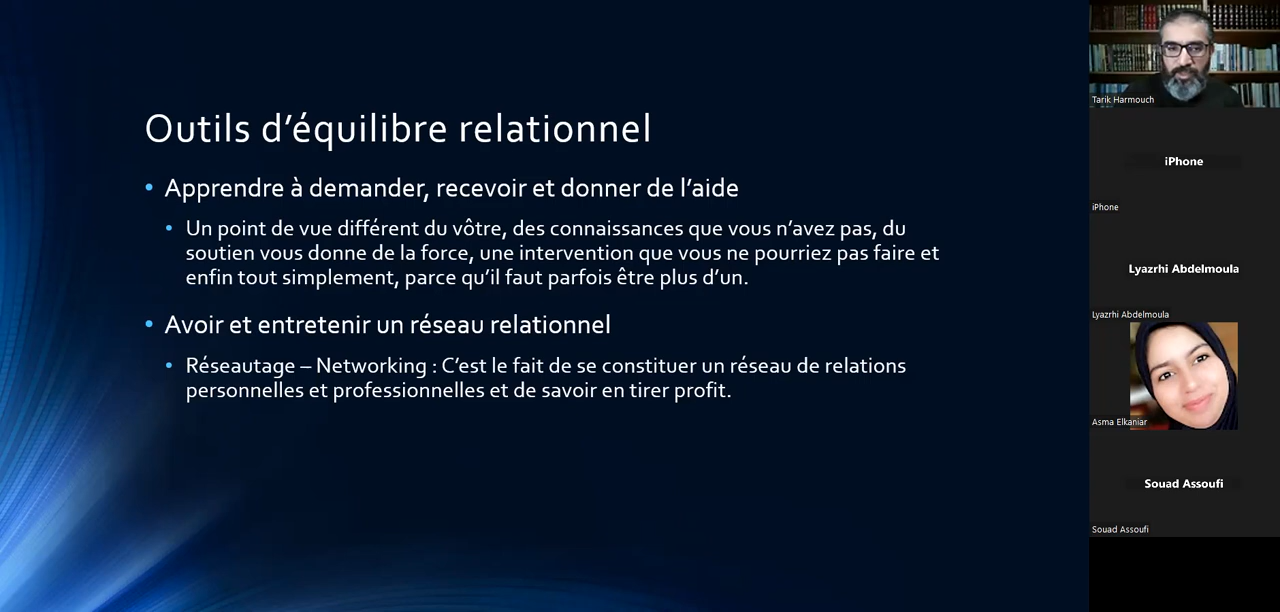 Outils d’équilibre relationnel
• Apprendre à demander, recevoir et donner de l’aide
• Un point de vue différent du vôtre, des connaissances que vous n’avez pas, du
soutien vous donne de la force, une intervention que vous ne pourriez pas faire et
enfin tout simplement, parce qu’il faut parfois être plus d’un.
• Avoir et entretenir un réseau relationnel
• Réseautage – Networking : C’est le fait de se constituer un réseau de relations
personnelles et professionnelles et de savoir en tirer profit.
Tarik Harmouch
iPhone
iPhone
Lyazrhi Abdelmoula
Lyazrhi Abdelmoula
Asma Elkaniar
Souad Assoufi
Souad Assoufi